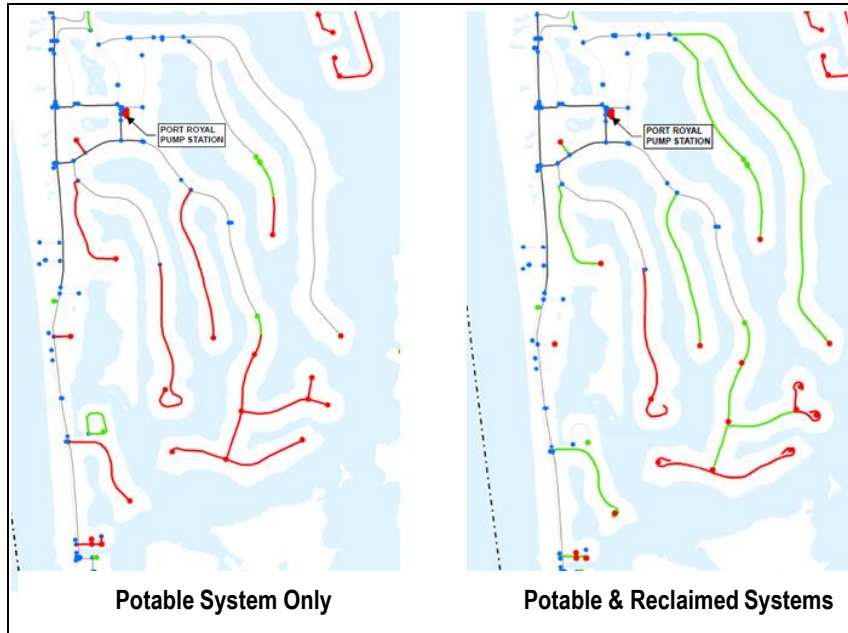 PORT ROYAL
PUMP STATION
PORT ROYAL
PUMP STATION
Potable System Only
Potable & Reclaimed Systems